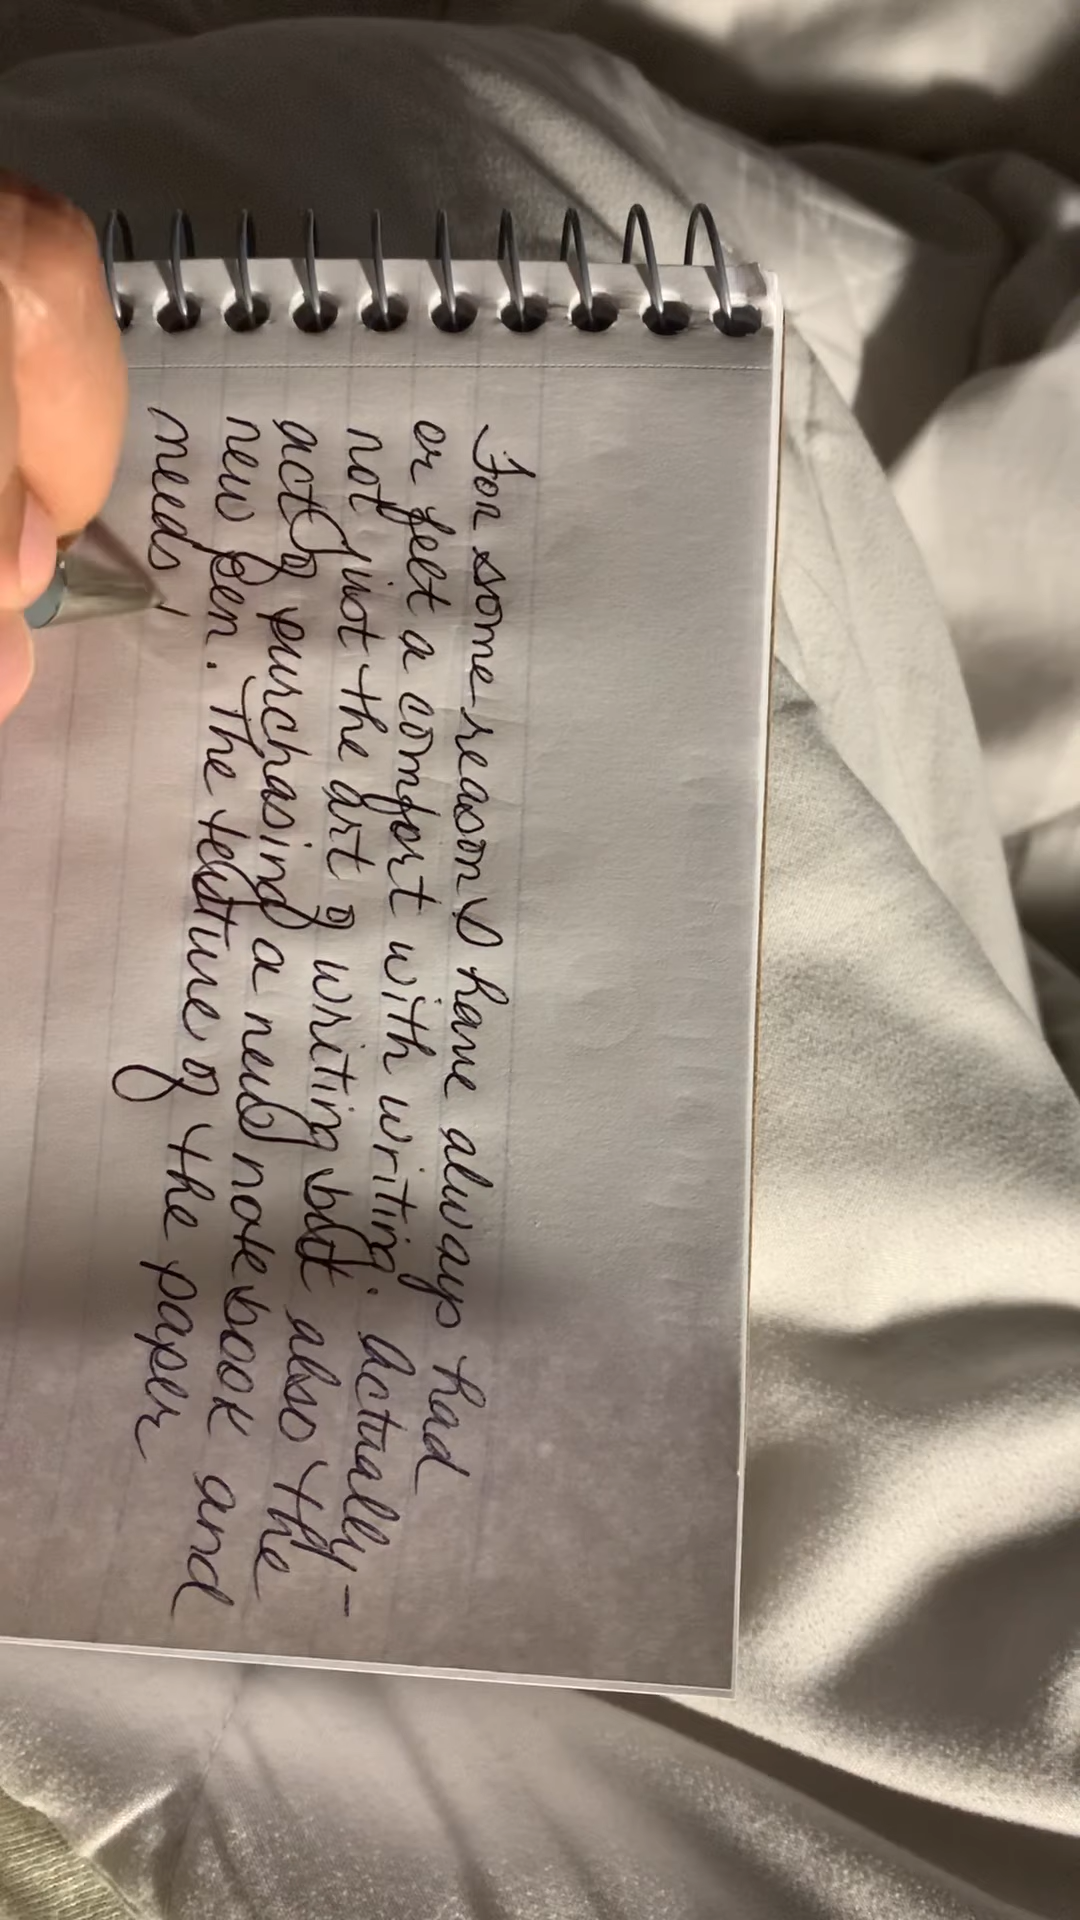 For some reason I have always had
or felt a comfort with writing. Actually -
not just the art of writing but also the
act of purchasing a new notebook and
new pen. The texture of the paper
needs